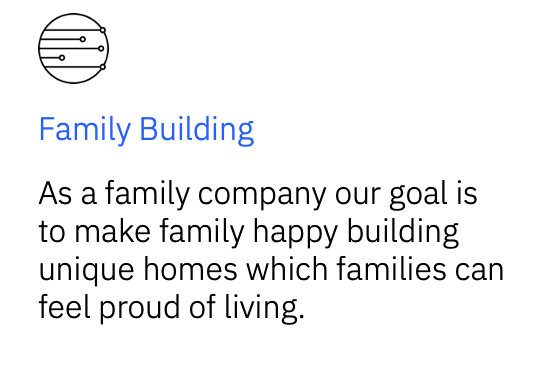 Family Building
As a family company our goal is
to make family happy building
unique homes which families can
feel proud of living.